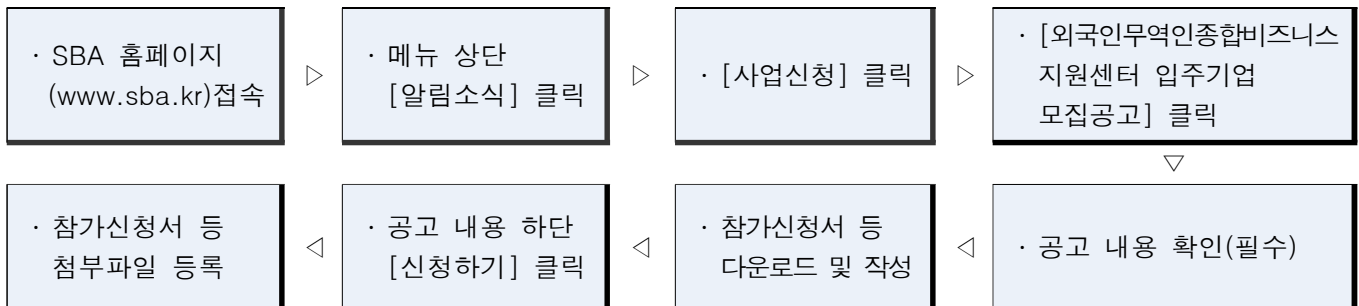 · SBA 홈페이지
(www.sba.kr)접속
▷
· 메뉴 상단
[알림소식] 클릭
▷
· [사업신청] 클릭
▷
· [외국인무역인종합비즈니스
지원센터 입주기업
모집공고] 클릭
▽
· 공고 내용 확인(필수)
◁
· 참가신청서 등
다운로드 및 작성
◁
· 공고 내용 하단
[신청하기] 클릭
◁
· 참가신청서 등
첨부파일 등록